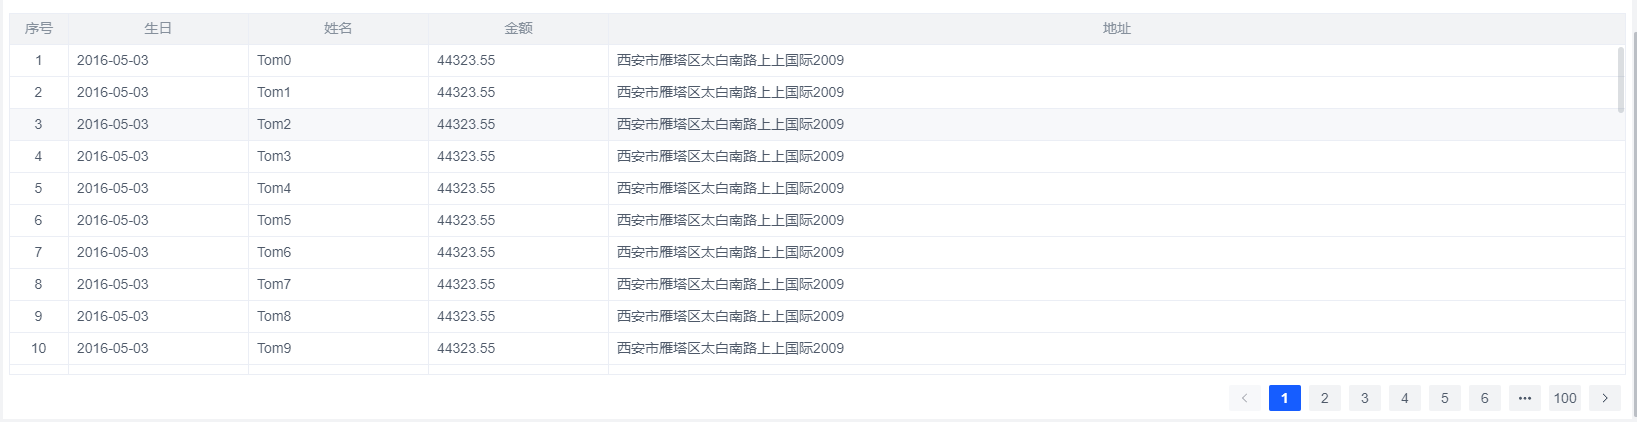 序号 生日 姓名 金额 地址
1 2016-05-03 Tom0 44323.55 西安市雁塔区太白南路上上国际2009
2 2016-05-03 Tom1 44323.55 西安市雁塔区太白南路上上国际2009
3 2016-05-03 Tom2 44323.55 西安市雁塔区太白南路上上国际2009
4 2016-05-03 Tom3 44323.55 西安市雁塔区太白南路上上国际2009
5 2016-05-03 Tom4 44323.55 西安市雁塔区太白南路上上国际2009
6 2016-05-03 Tom5 44323.55 西安市雁塔区太白南路上上国际2009
7 2016-05-03 Tom6 44323.55 西安市雁塔区太白南路上上国际2009
8 2016-05-03 Tom7 44323.55 西安市雁塔区太白南路上上国际2009
9 2016-05-03 Tom8 44323.55 西安市雁塔区太白南路上上国际2009
10 2016-05-03 Tom9 44323.55 西安市雁塔区太白南路上上国际2009
1 2 3 4 5 6 ••• 100